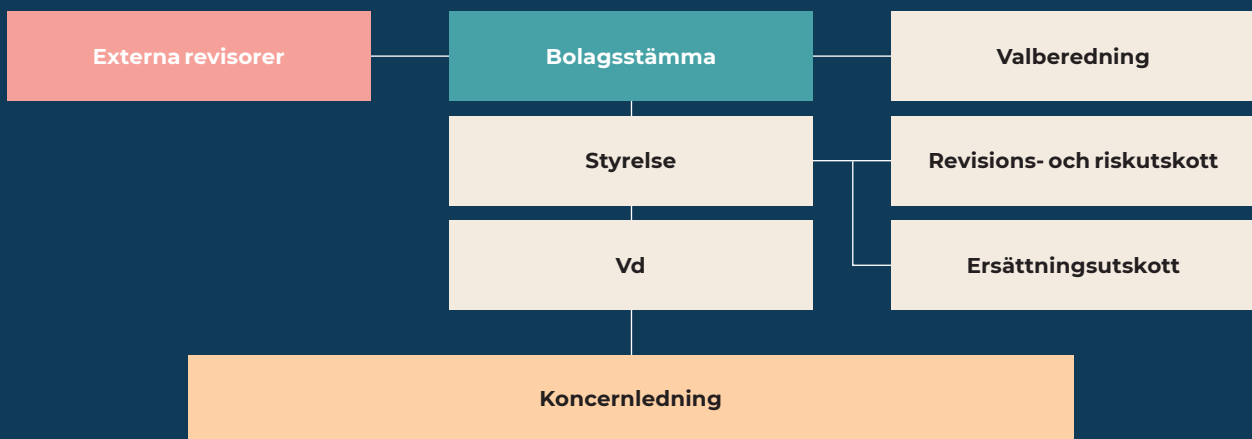 Externa revisorer
Bolagsstämma
Valberedning
Styrelse
Revisions- och riskutskott
Vd
Ersättningsutskott
Koncernledning